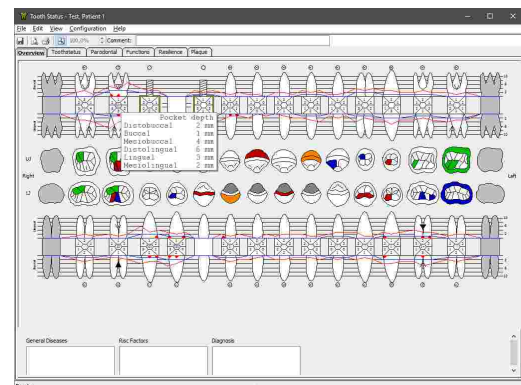 Tooth Status - Test, Patient 1
File Edit View Configuration Help
100,0% Comment:
Overview Toothstatus Parodontal Functions Resilience Plaque
Pocket depth
Distobuccal 2 mm
Buccal 1 mm
Mesiobuccal 4 mm
Distolingual 6 mm
Lingual 3 mm
Mesiolingual 2 mm
Right
Left
General Diseases Risc Factors Diagnosis